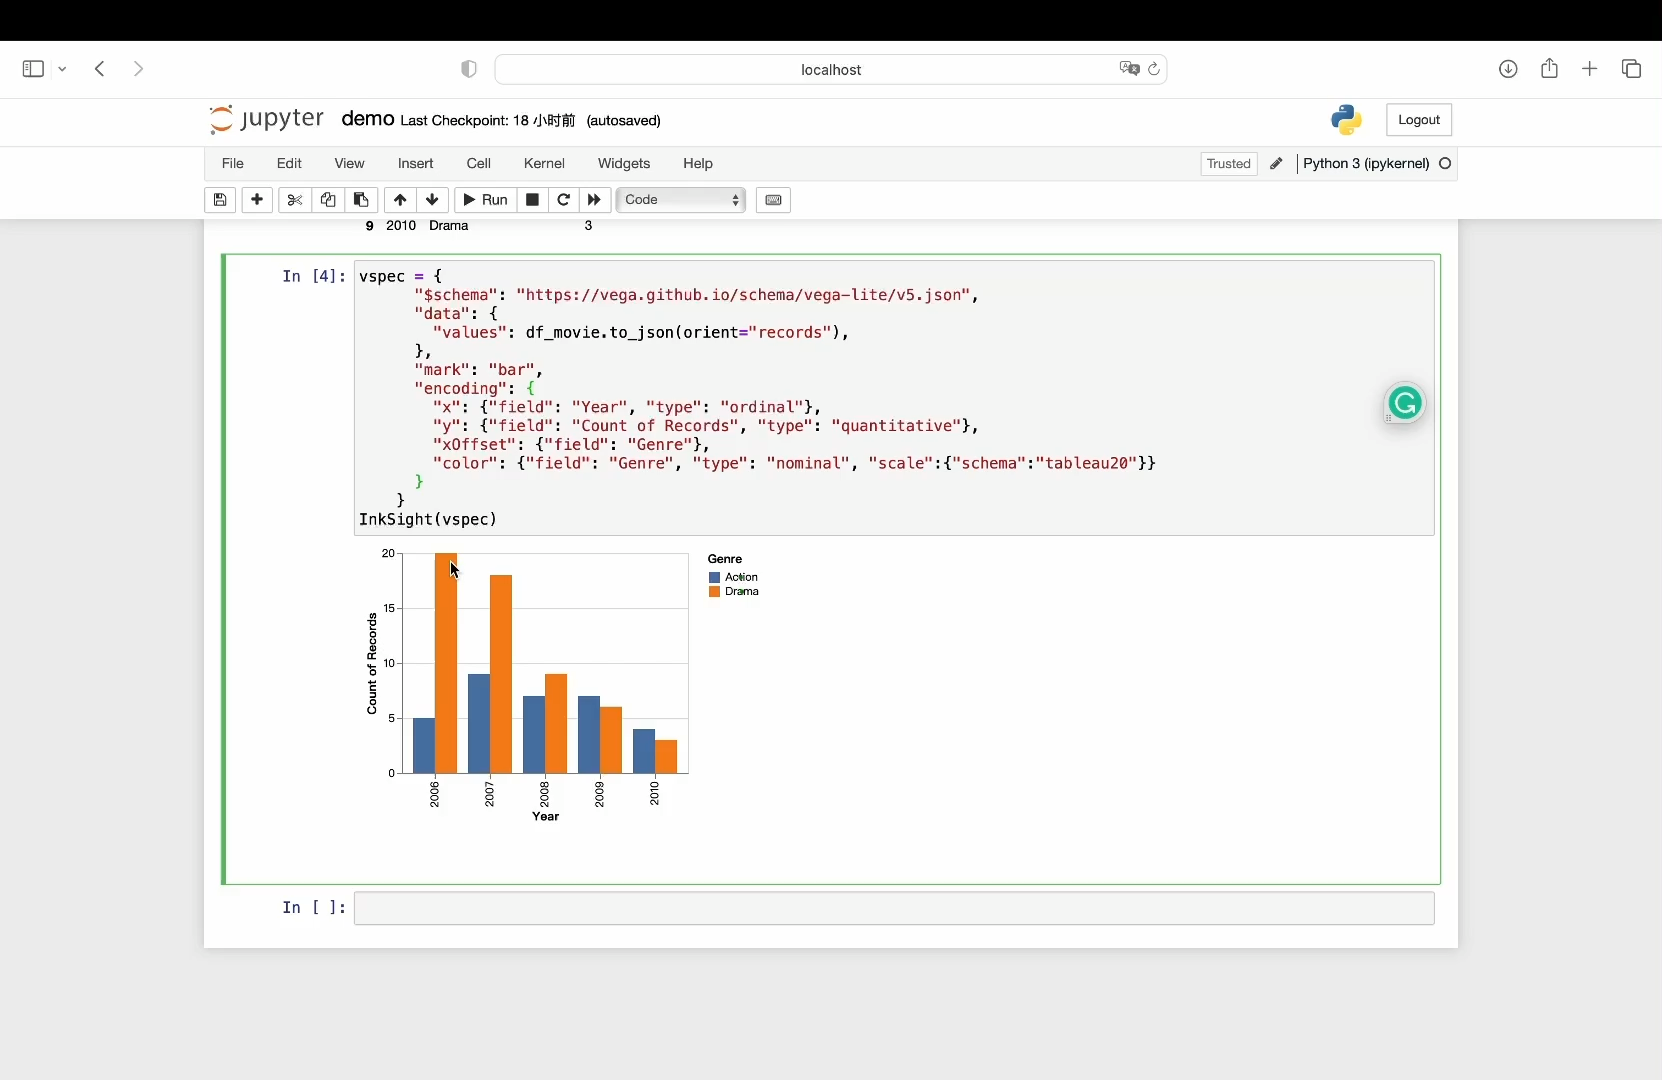 localhost
jupyter demo Last Checkpoint: 18 小时前 (autosaved)
Logout
File Edit View Insert Cell Kernel Widgets Help
Trusted Python 3 (ipykernel)
Run Code
9 2010 Drama 3
In [4]: vspec = {
"$schema": "https://vega.github.io/schema/vega-lite/v5.json",
"data": {
"values": df_movie.to_json(orient="records"),
},
"mark": "bar",
"encoding": {
"x": {"field": "Year", "type": "ordinal"},
"y": {"field": "Count of Records", "type": "quantitative"},
"xOffset": {"field": "Genre"},
"color": {"field": "Genre", "type": "nominal", "scale":{"schema":"tableau20"}}
}
}
InkSight(vspec)
Count of Records
20
15
10
5
0
2006 2007 2008 2009 2010
Year
Genre
Action
Drama
In [ ]: